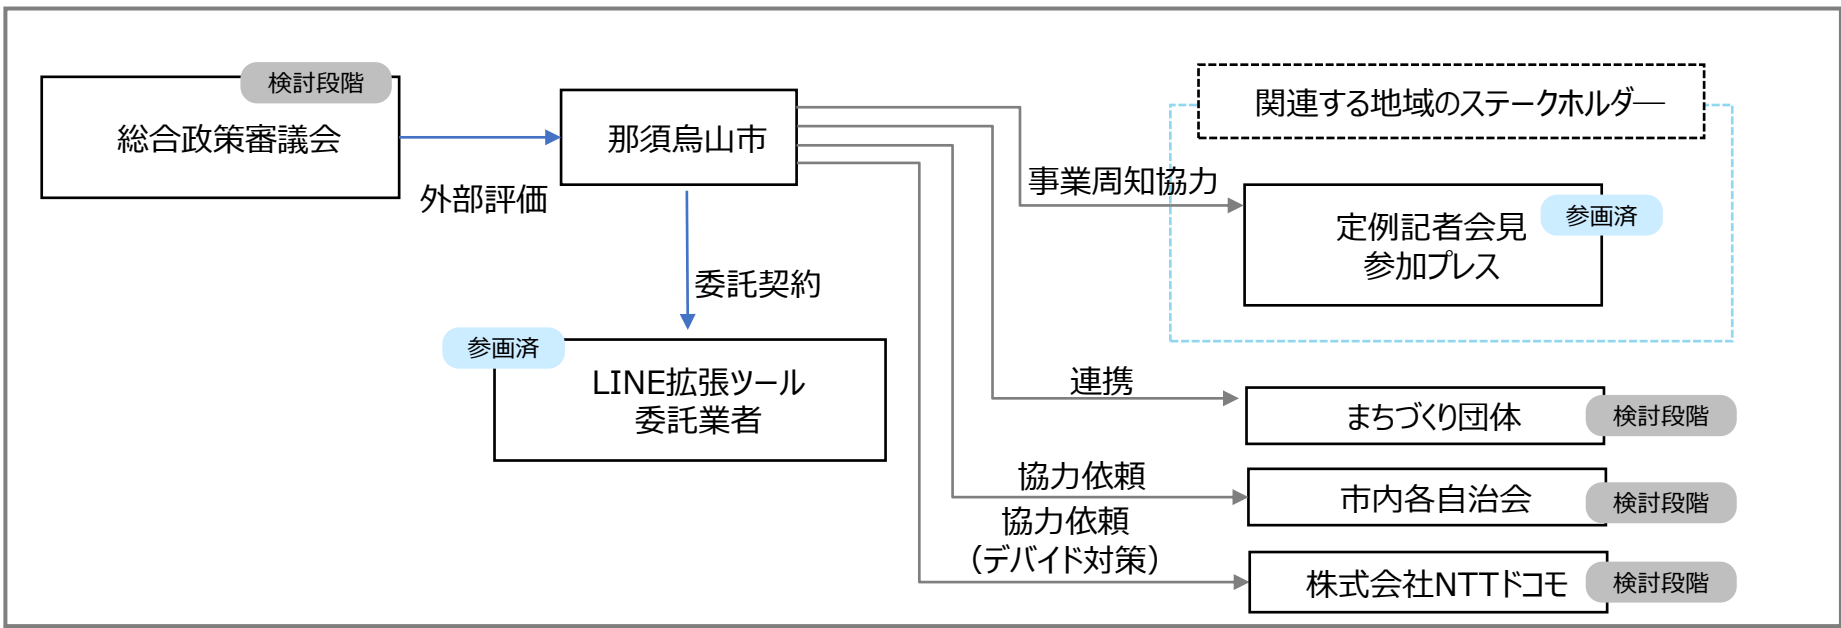 検討段階
総合政策審議会
外部評価
那須烏山市
委託契約
参画済
LINE拡張ツール
委託業者
関連する地域のステークホルダ―
事業周知協力
定例記者会見
参加プレス
参画済
連携
まちづくり団体
検討段階
協力依頼
市内各自治会
検討段階
協力依頼
（デバイド対策）
株式会社NTTドコモ
検討段階